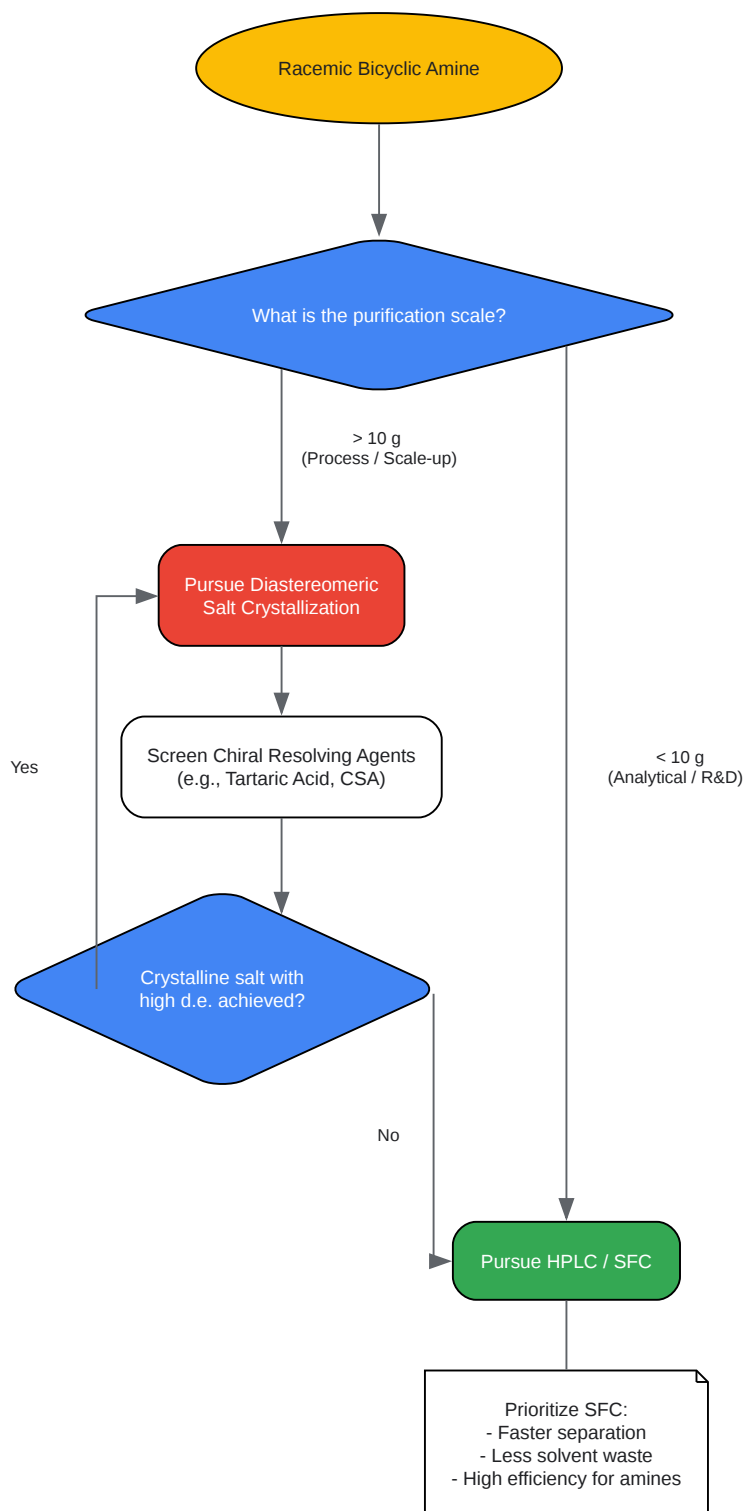 Racemic Bicyclic Amine
What is the purification scale?
> 10 g
(Process / Scale-up)
Pursue Diastereomeric
Salt Crystallization
Screen Chiral Resolving Agents
(e.g., Tartaric Acid, CSA)
Yes
< 10 g
(Analytical / R&D)
Crystalline salt with
high d.e. achieved?
No
Pursue HPLC / SFC
Prioritize SFC:
- Faster separation
- Less solvent waste
- High efficiency for amines